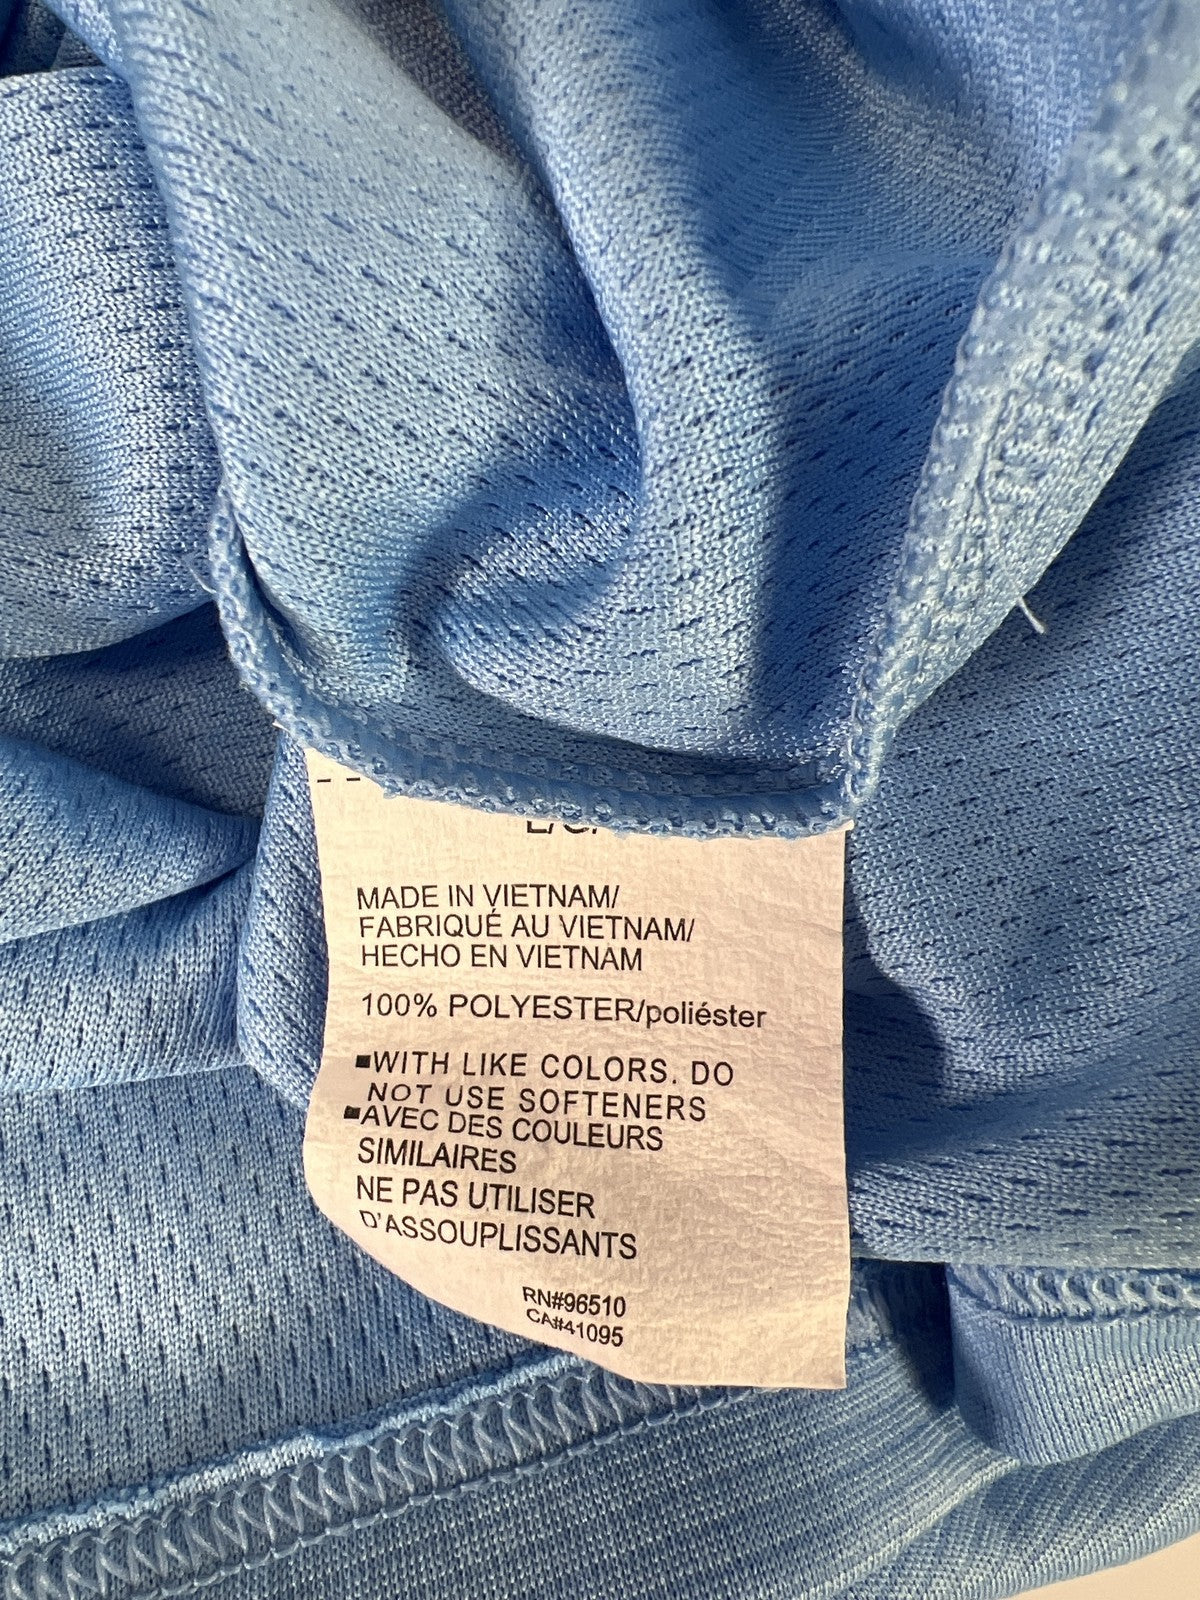 MADE IN VIETNAM/
FABRIQUÉ AU VIETNAM/
HECHO EN VIETNAM
100% POLYESTER/poliéster
▪WITH LIKE COLORS. DO
NOT USE SOFTENERS
▪AVEC DES COULEURS
SIMILAIRES
NE PAS UTILISER
D'ASSOUPLISSANTS
RN#96510
CA#41095